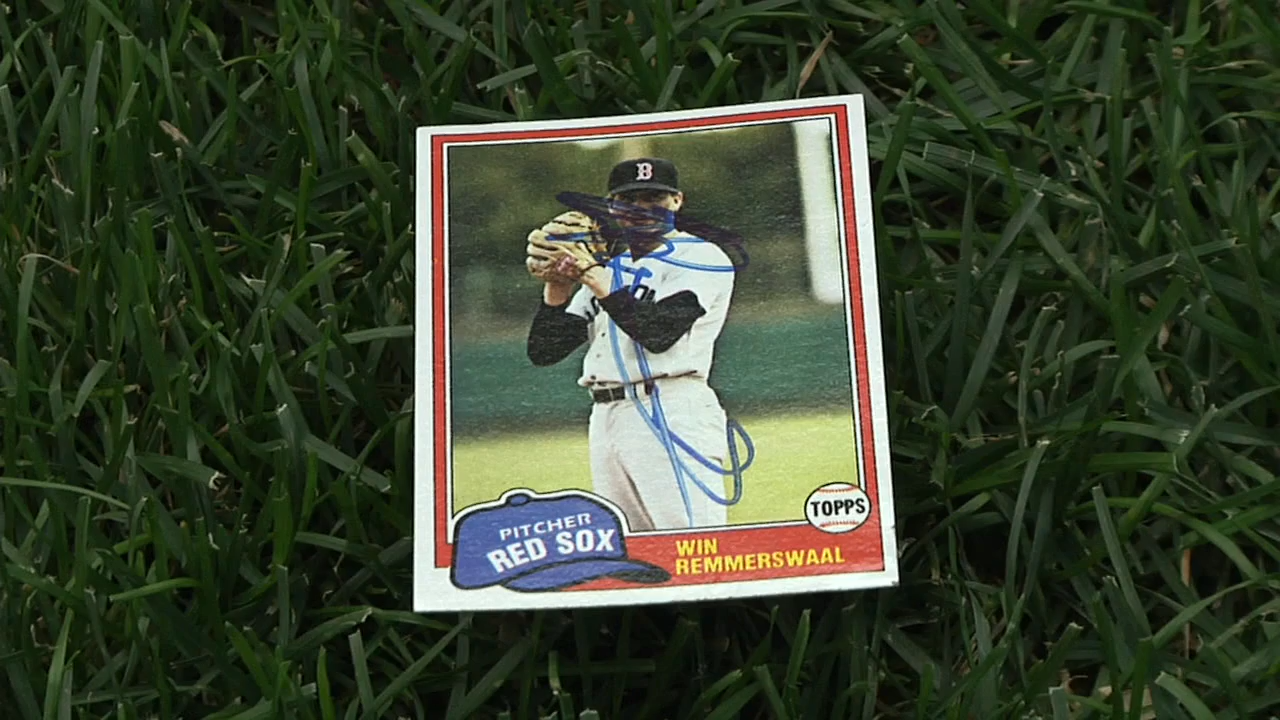 B
PITCHER
RED SOX
WIN
REMMERSWAAL
TOPPS